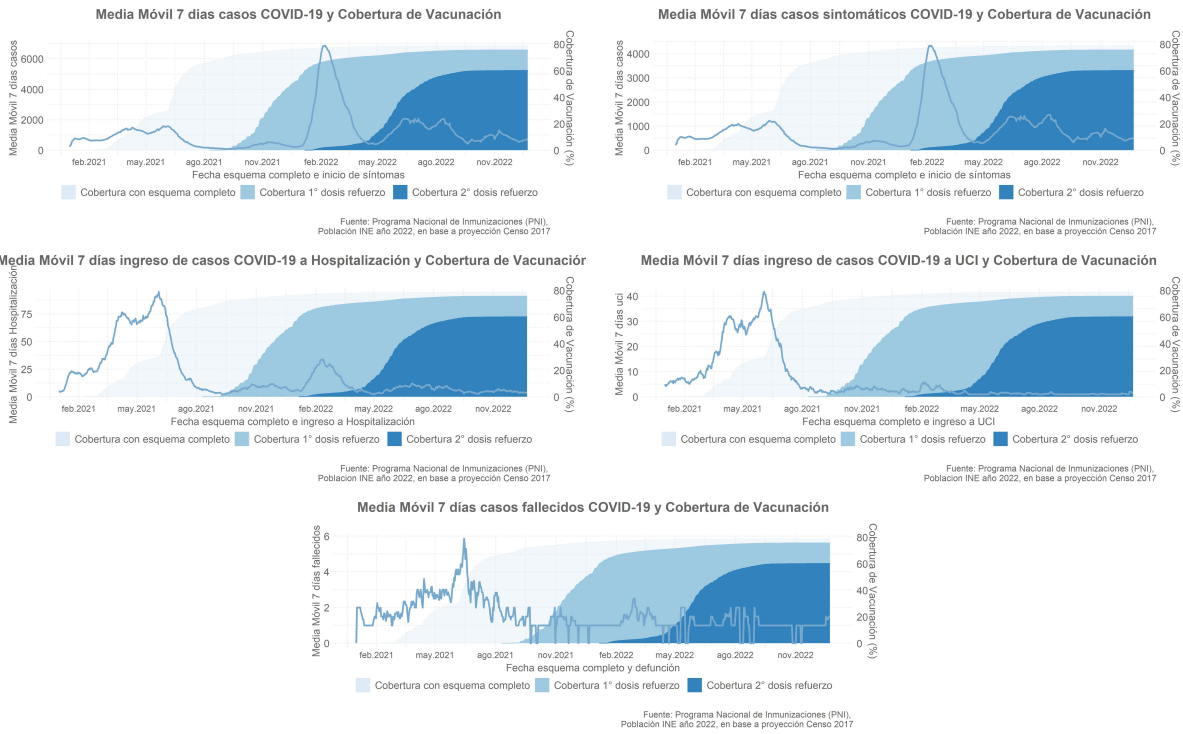 Media Móvil 7 dias casos COVID-19 y Cobertura de Vacunación
Media Móvil 7 días casos
6000
4000
2000
0
80
60
40
20
0
Cobertura de Vacunación (%)
feb.2021 may.2021 ago.2021 nov.2021 feb.2022 may.2022 ago.2022 nov.2022
Fecha esquema completo e inicio de síntomas
Cobertura con esquema completo Cobertura 1° dosis refuerzo Cobertura 2° dosis refuerzo
Fuente: Programa Nacional de Inmunizaciones (PNI),
Población INE año 2022, en base a proyección Censo 2017
Media Móvil 7 días casos sintomáticos COVID-19 y Cobertura de Vacunación
Media Móvil 7 días casos
4000
3000
2000
1000
0
80
60
40
20
0
Cobertura de Vacunación (%)
feb.2021 may.2021 ago.2021 nov.2021 feb.2022 may.2022 ago.2022 nov.2022
Fecha esquema completo e inicio de síntomas
Cobertura con esquema completo Cobertura 1° dosis refuerzo Cobertura 2° dosis refuerzo
Fuente: Programa Nacional de Inmunizaciones (PNI),
Población INE año 2022, en base a proyección Censo 2017
Media Móvil 7 días ingreso de casos COVID-19 a Hospitalización y Cobertura de Vacunación
Media Móvil 7 días Hospitalización
75
50
25
0
80
60
40
20
0
Cobertura de Vacunación (%)
feb.2021 may.2021 ago.2021 nov.2021 feb.2022 may.2022 ago.2022 nov.2022
Fecha esquema completo e ingreso a Hospitalización
Cobertura con esquema completo Cobertura 1° dosis refuerzo Cobertura 2° dosis refuerzo
Fuente: Programa Nacional de Inmunizaciones (PNI),
Poblacion INE año 2022, en base a proyección Censo 2017
Media Móvil 7 días ingreso de casos COVID-19 a UCI y Cobertura de Vacunación
Media Móvil 7 días uci
40
30
20
10
0
80
60
40
20
0
Cobertura de Vacunación (%)
feb.2021 may.2021 ago.2021 nov.2021 feb.2022 may.2022 ago.2022 nov.2022
Fecha esquema completo e ingreso a UCI
Cobertura con esquema completo Cobertura 1° dosis refuerzo Cobertura 2° dosis refuerzo
Fuente: Programa Nacional de Inmunizaciones (PNI),
Poblacion INE año 2022, en base a proyección Censo 2017
Media Móvil 7 días casos fallecidos COVID-19 y Cobertura de Vacunación
Media Móvil 7 días fallecidos
6
4
2
0
80
60
40
20
0
Cobertura de Vacunación (%)
feb.2021 may.2021 ago.2021 nov.2021 feb.2022 may.2022 ago.2022 nov.2022
Fecha esquema completo y defunción
Cobertura con esquema completo Cobertura 1° dosis refuerzo Cobertura 2° dosis refuerzo
Fuente: Programa Nacional de Inmunizaciones (PNI),
Población INE año 2022, en base a proyección Censo 2017